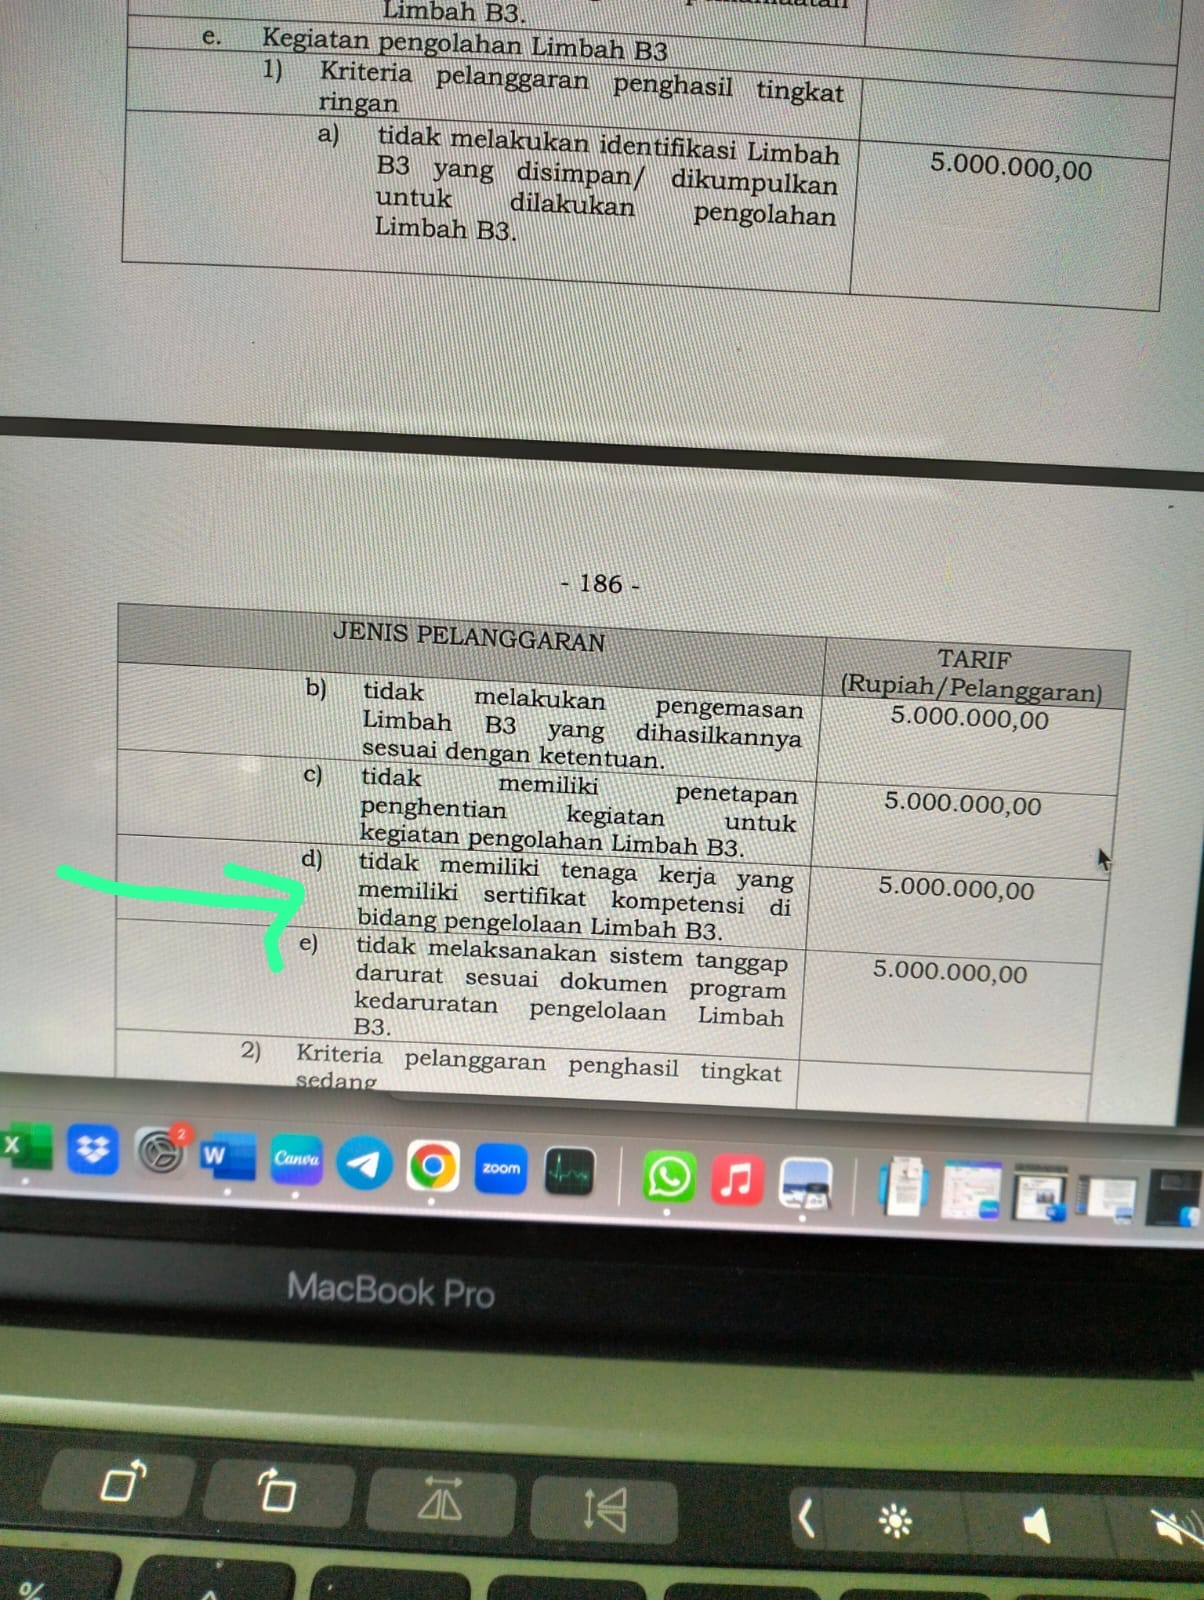 Limbah B3.
e. Kegiatan pengolahan Limbah B3
1) Kriteria pelanggaran penghasil tingkat
ringan
a) tidak melakukan identifikasi Limbah
B3 yang disimpan/ dikumpulkan
untuk dilakukan pengolahan
Limbah B3.
5.000.000,00
- 186 -
JENIS PELANGGARAN
TARIF
(Rupiah/Pelanggaran)
b) tidak melakukan pengemasan
Limbah B3 yang dihasilkannya
sesuai dengan ketentuan.
5.000.000,00
c) tidak memiliki penetapan
penghentian kegiatan untuk
kegiatan pengolahan Limbah B3.
5.000.000,00
d) tidak memiliki tenaga kerja yang
memiliki sertifikat kompetensi di
bidang pengelolaan Limbah B3.
5.000.000,00
e) tidak melaksanakan sistem tanggap
darurat sesuai dokumen program
kedaruratan pengelolaan Limbah
B3.
5.000.000,00
2) Kriteria pelanggaran penghasil tingkat
sedang
X
2
W
Canva
zoom
MacBook Pro
%